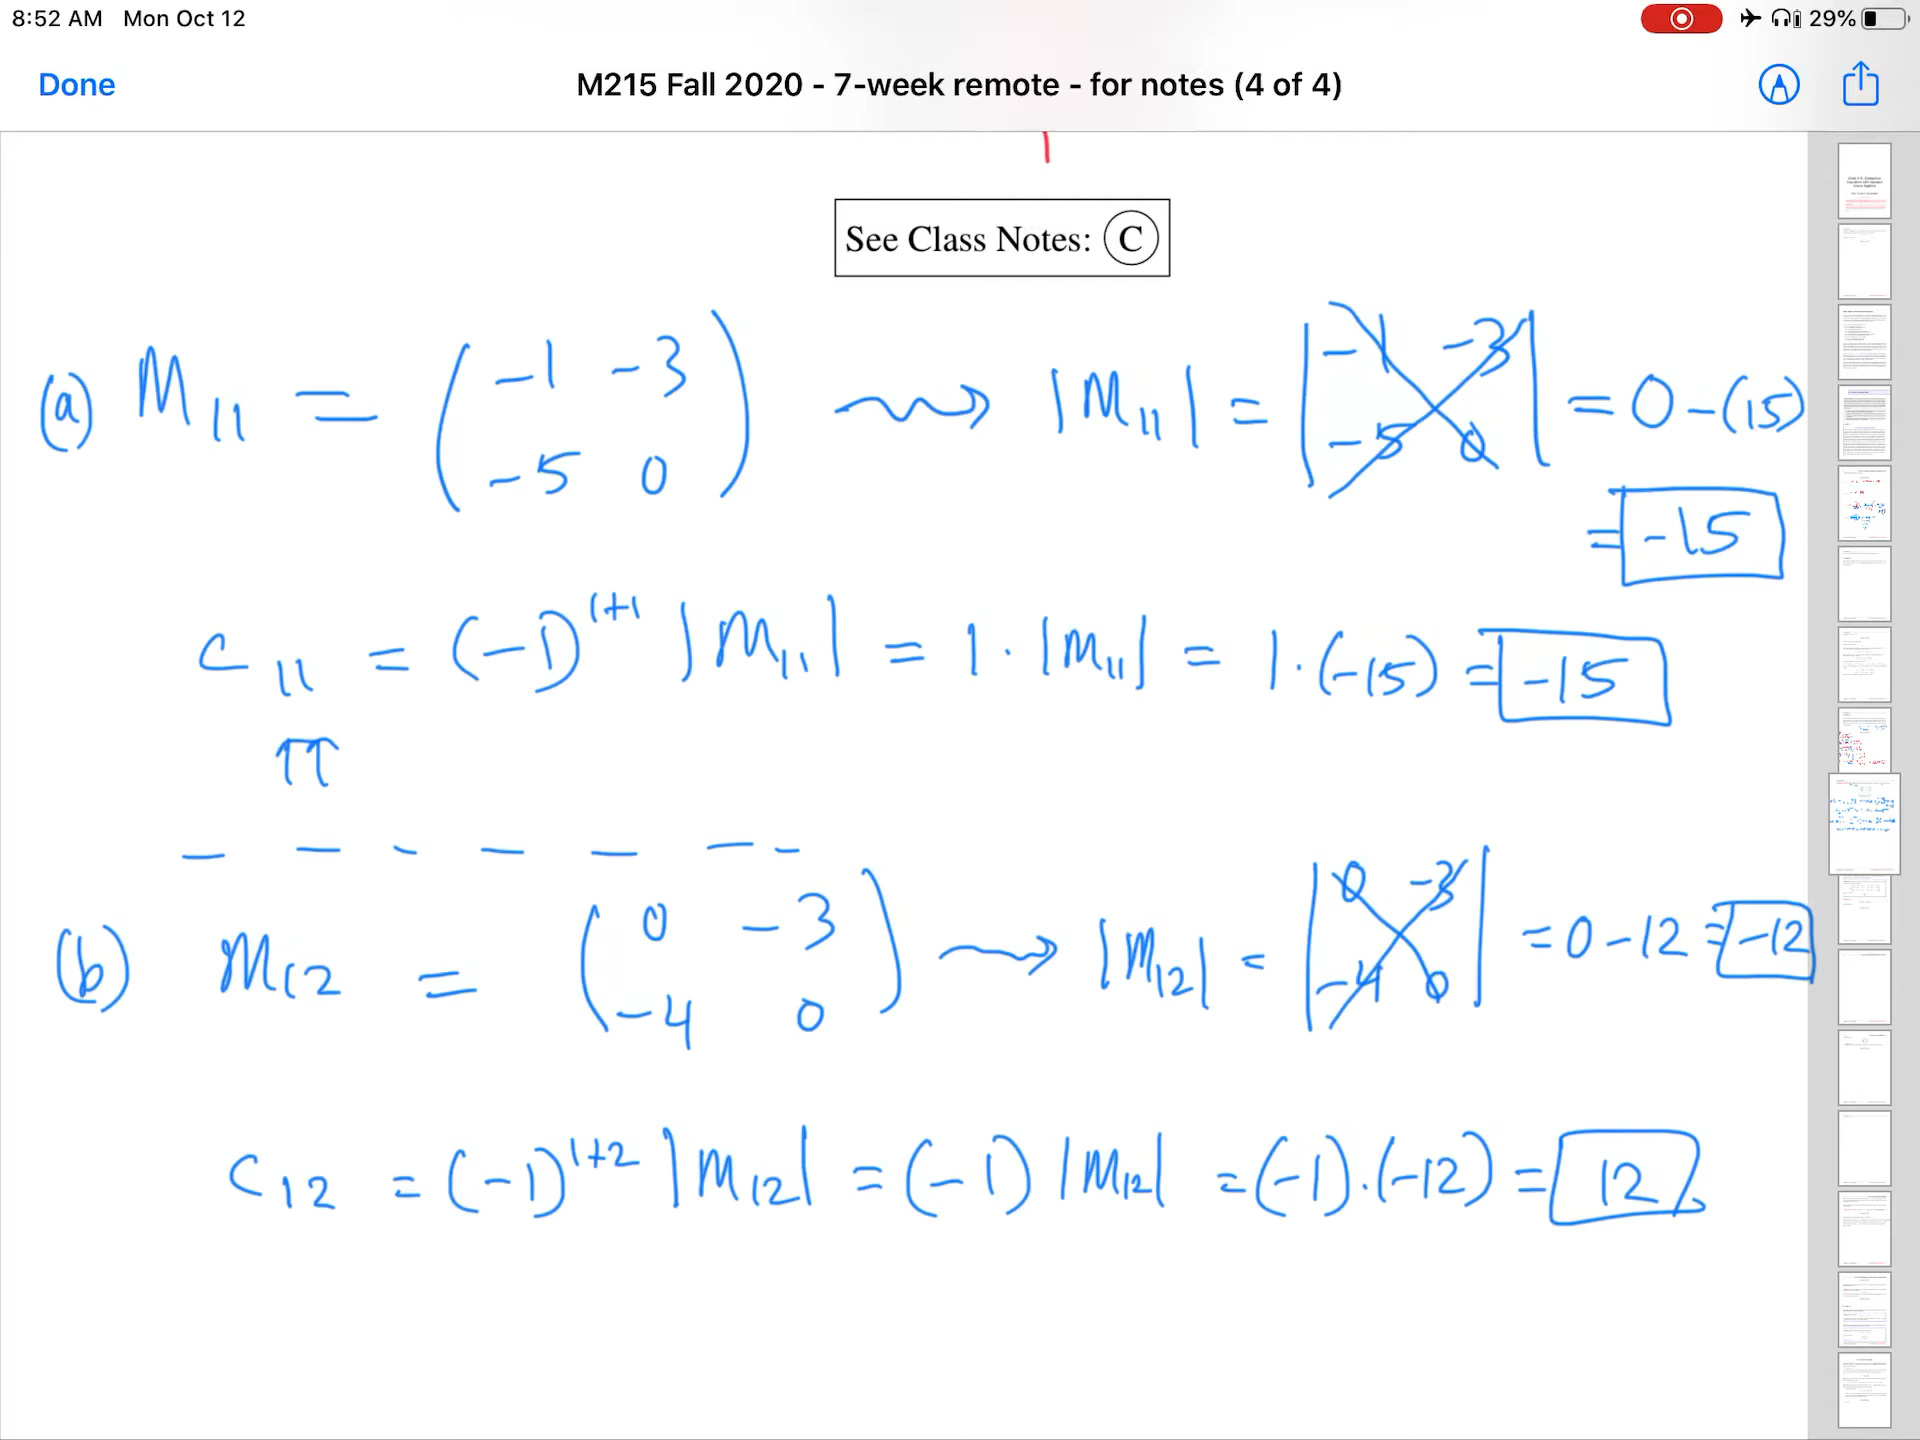 8:52 AM Mon Oct 12 29%
Done M215 Fall 2020 - 7-week remote - for notes (4 of 4)
See Class Notes: Ⓒ
(a) M₁₁ = ( -1 -3 ; -5 0 ) ⇝ |M₁₁| = | -1 -3 ; -5 0 | = 0 - (15)
= -15
C₁₁ = (-1)¹⁺¹ |M₁₁| = 1 · |M₁₁| = 1 · (-15) = -15
↑↑
(b) M₁₂ = ( 0 -3 ; -4 0 ) ⇝ |M₁₂| = | 0 -3 ; -4 0 | = 0 - 12 = -12
C₁₂ = (-1)¹⁺² |M₁₂| = (-1) |M₁₂| = (-1) · (-12) = 12